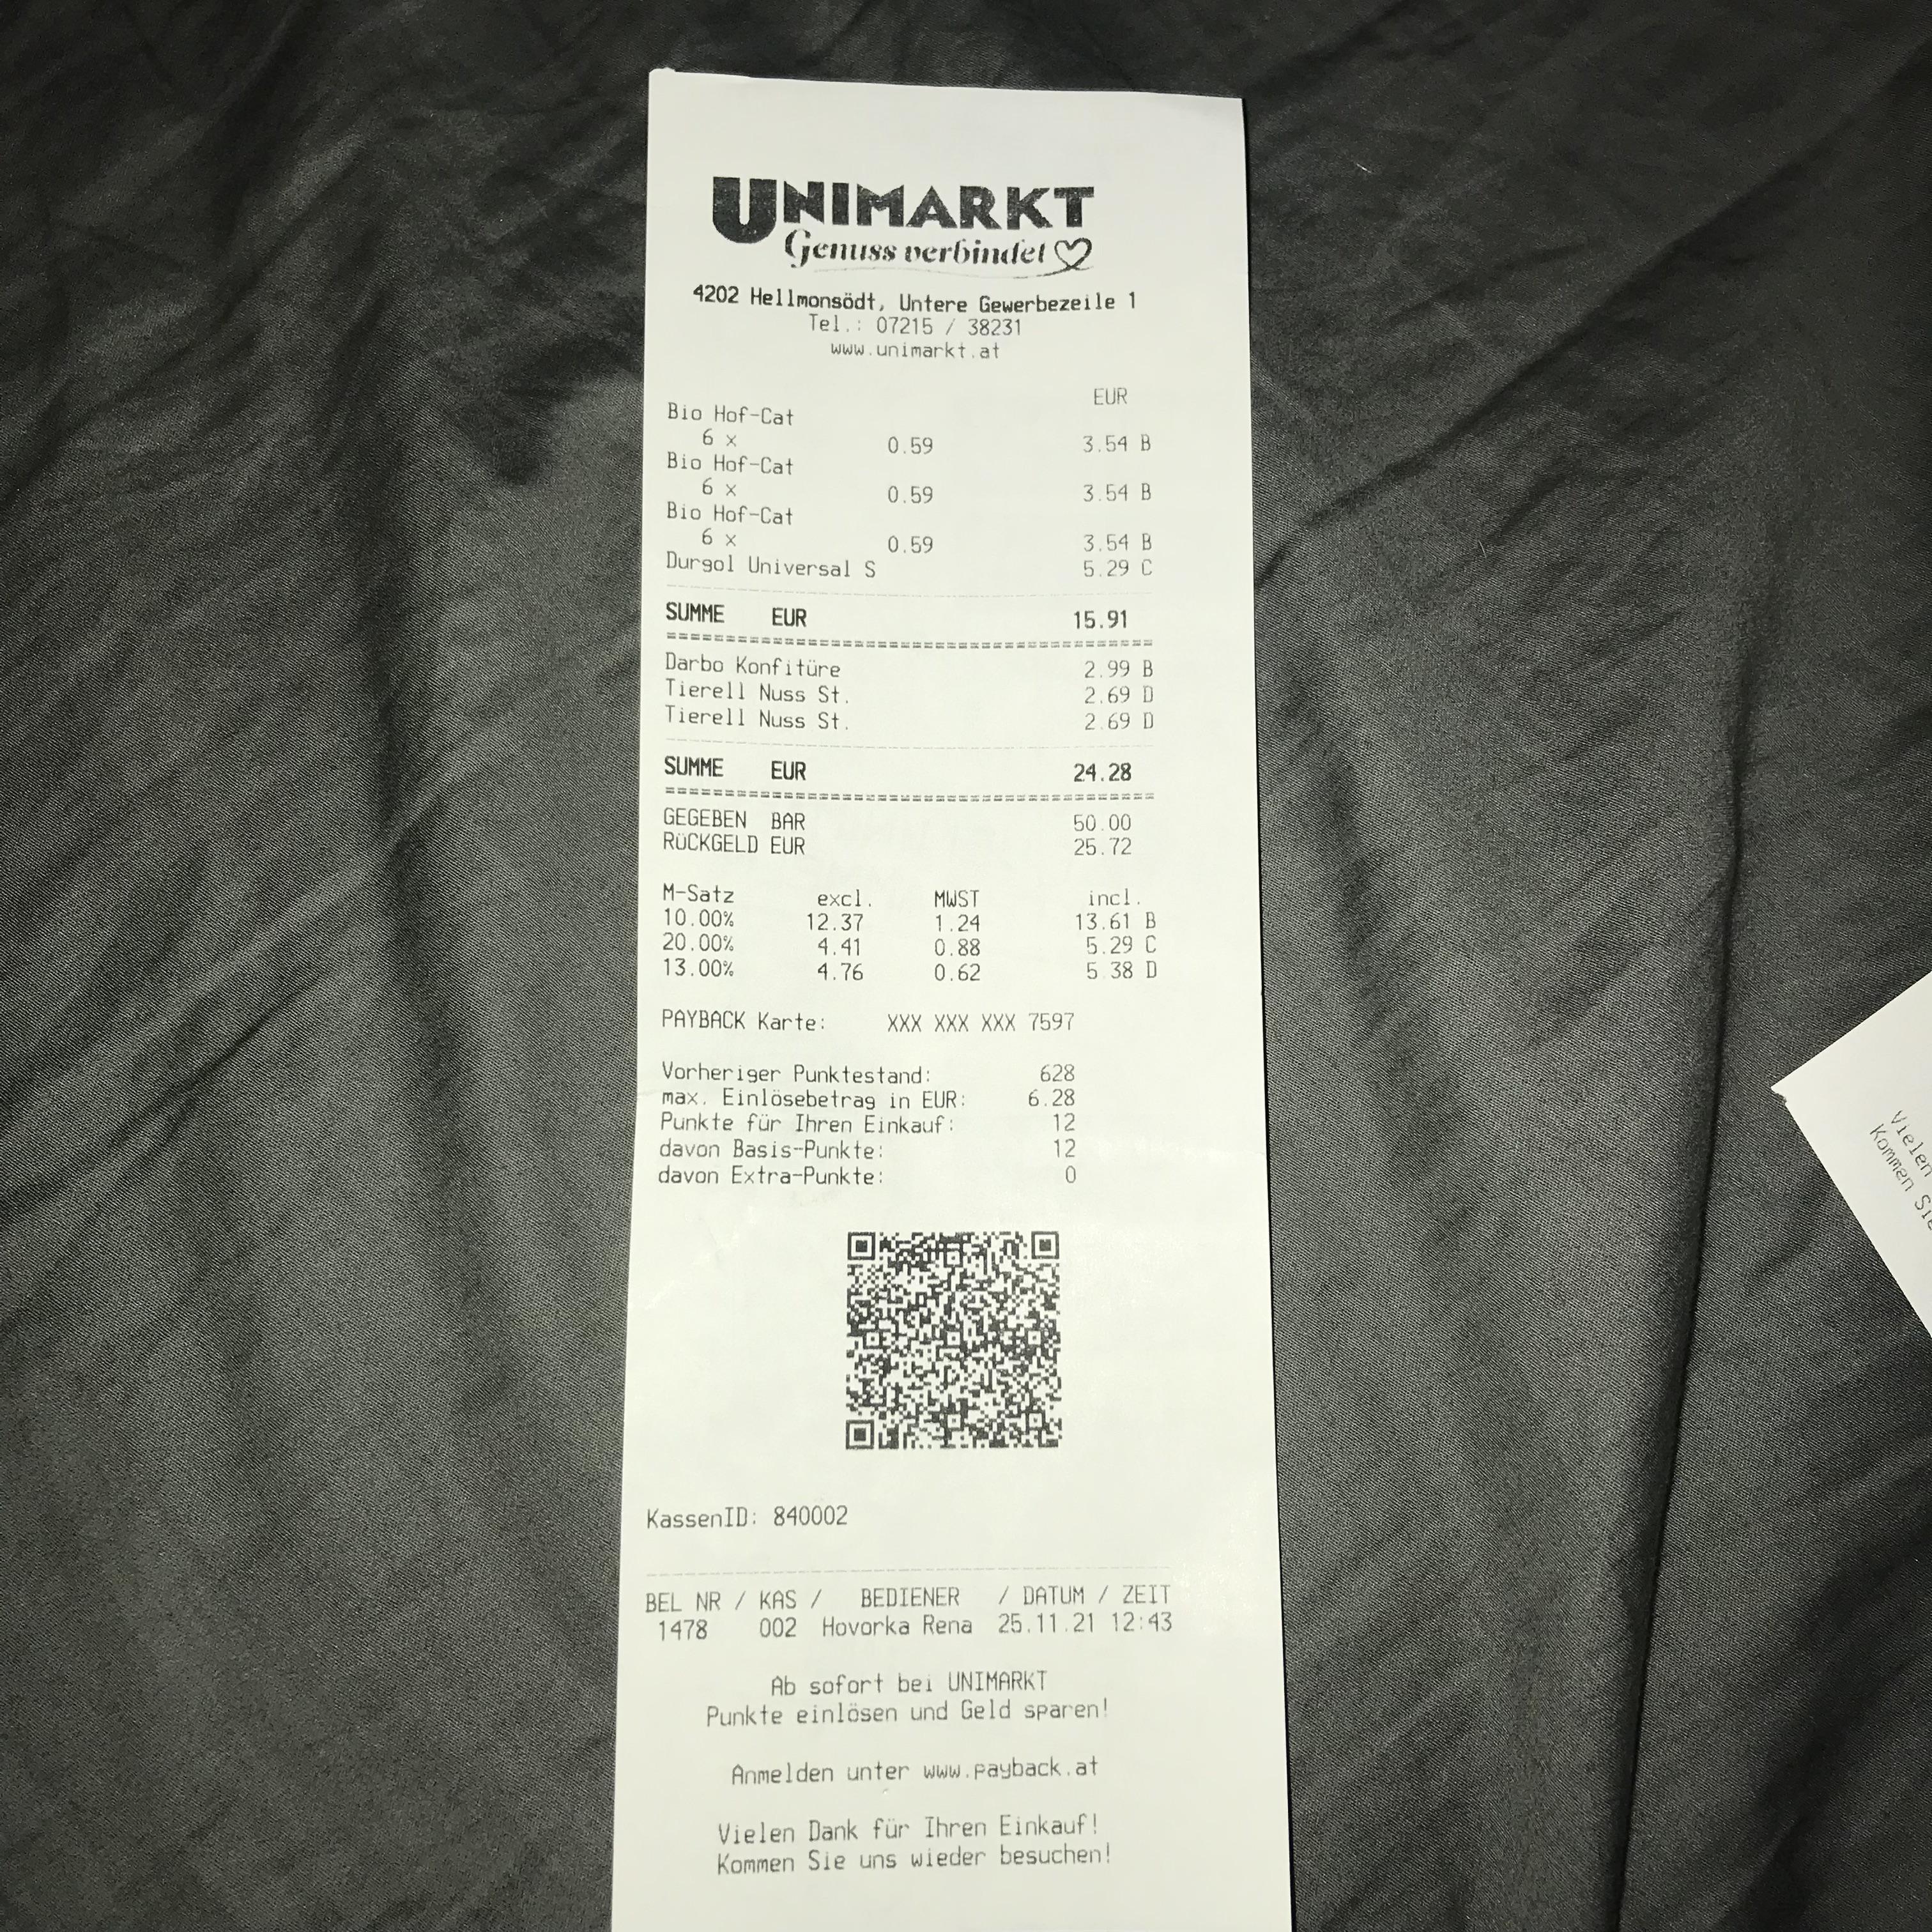 UNIMARKT
Genuss verbindet
4202 Hellmonsödt, Untere Gewerbezeile 1
Tel.: 07215 / 38231
www.unimarkt.at
EUR
Bio Hof-Cat
6 x 0.59 3.54 B
Bio Hof-Cat
6 x 0.59 3.54 B
Bio Hof-Cat
6 x 0.59 3.54 B
Durgol Universal S 5.29 C
SUMME EUR 15.91
Darbo Konfitüre 2.99 B
Tierell Nuss St. 2.69 D
Tierell Nuss St. 2.69 D
SUMME EUR 24.28
GEGEBEN BAR 50.00
RüCKGELD EUR 25.72
M-Satz excl. MWST incl.
10.00% 12.37 1.24 13.61 B
20.00% 4.41 0.88 5.29 C
13.00% 4.76 0.62 5.38 D
PAYBACK Karte: XXX XXX XXX 7597
Vorheriger Punktestand: 628
max. Einlösebetrag in EUR: 6.28
Punkte für Ihren Einkauf: 12
davon Basis-Punkte: 12
davon Extra-Punkte: 0
KassenID: 840002
BEL NR / KAS / BEDIENER / DATUM / ZEIT
1478 002 Hovorka Rena 25.11.21 12:43
Ab sofort bei UNIMARKT
Punkte einlösen und Geld sparen!
Anmelden unter www.payback.at
Vielen Dank für Ihren Einkauf!
Kommen Sie uns wieder besuchen!
Vielen
Kommen Sie